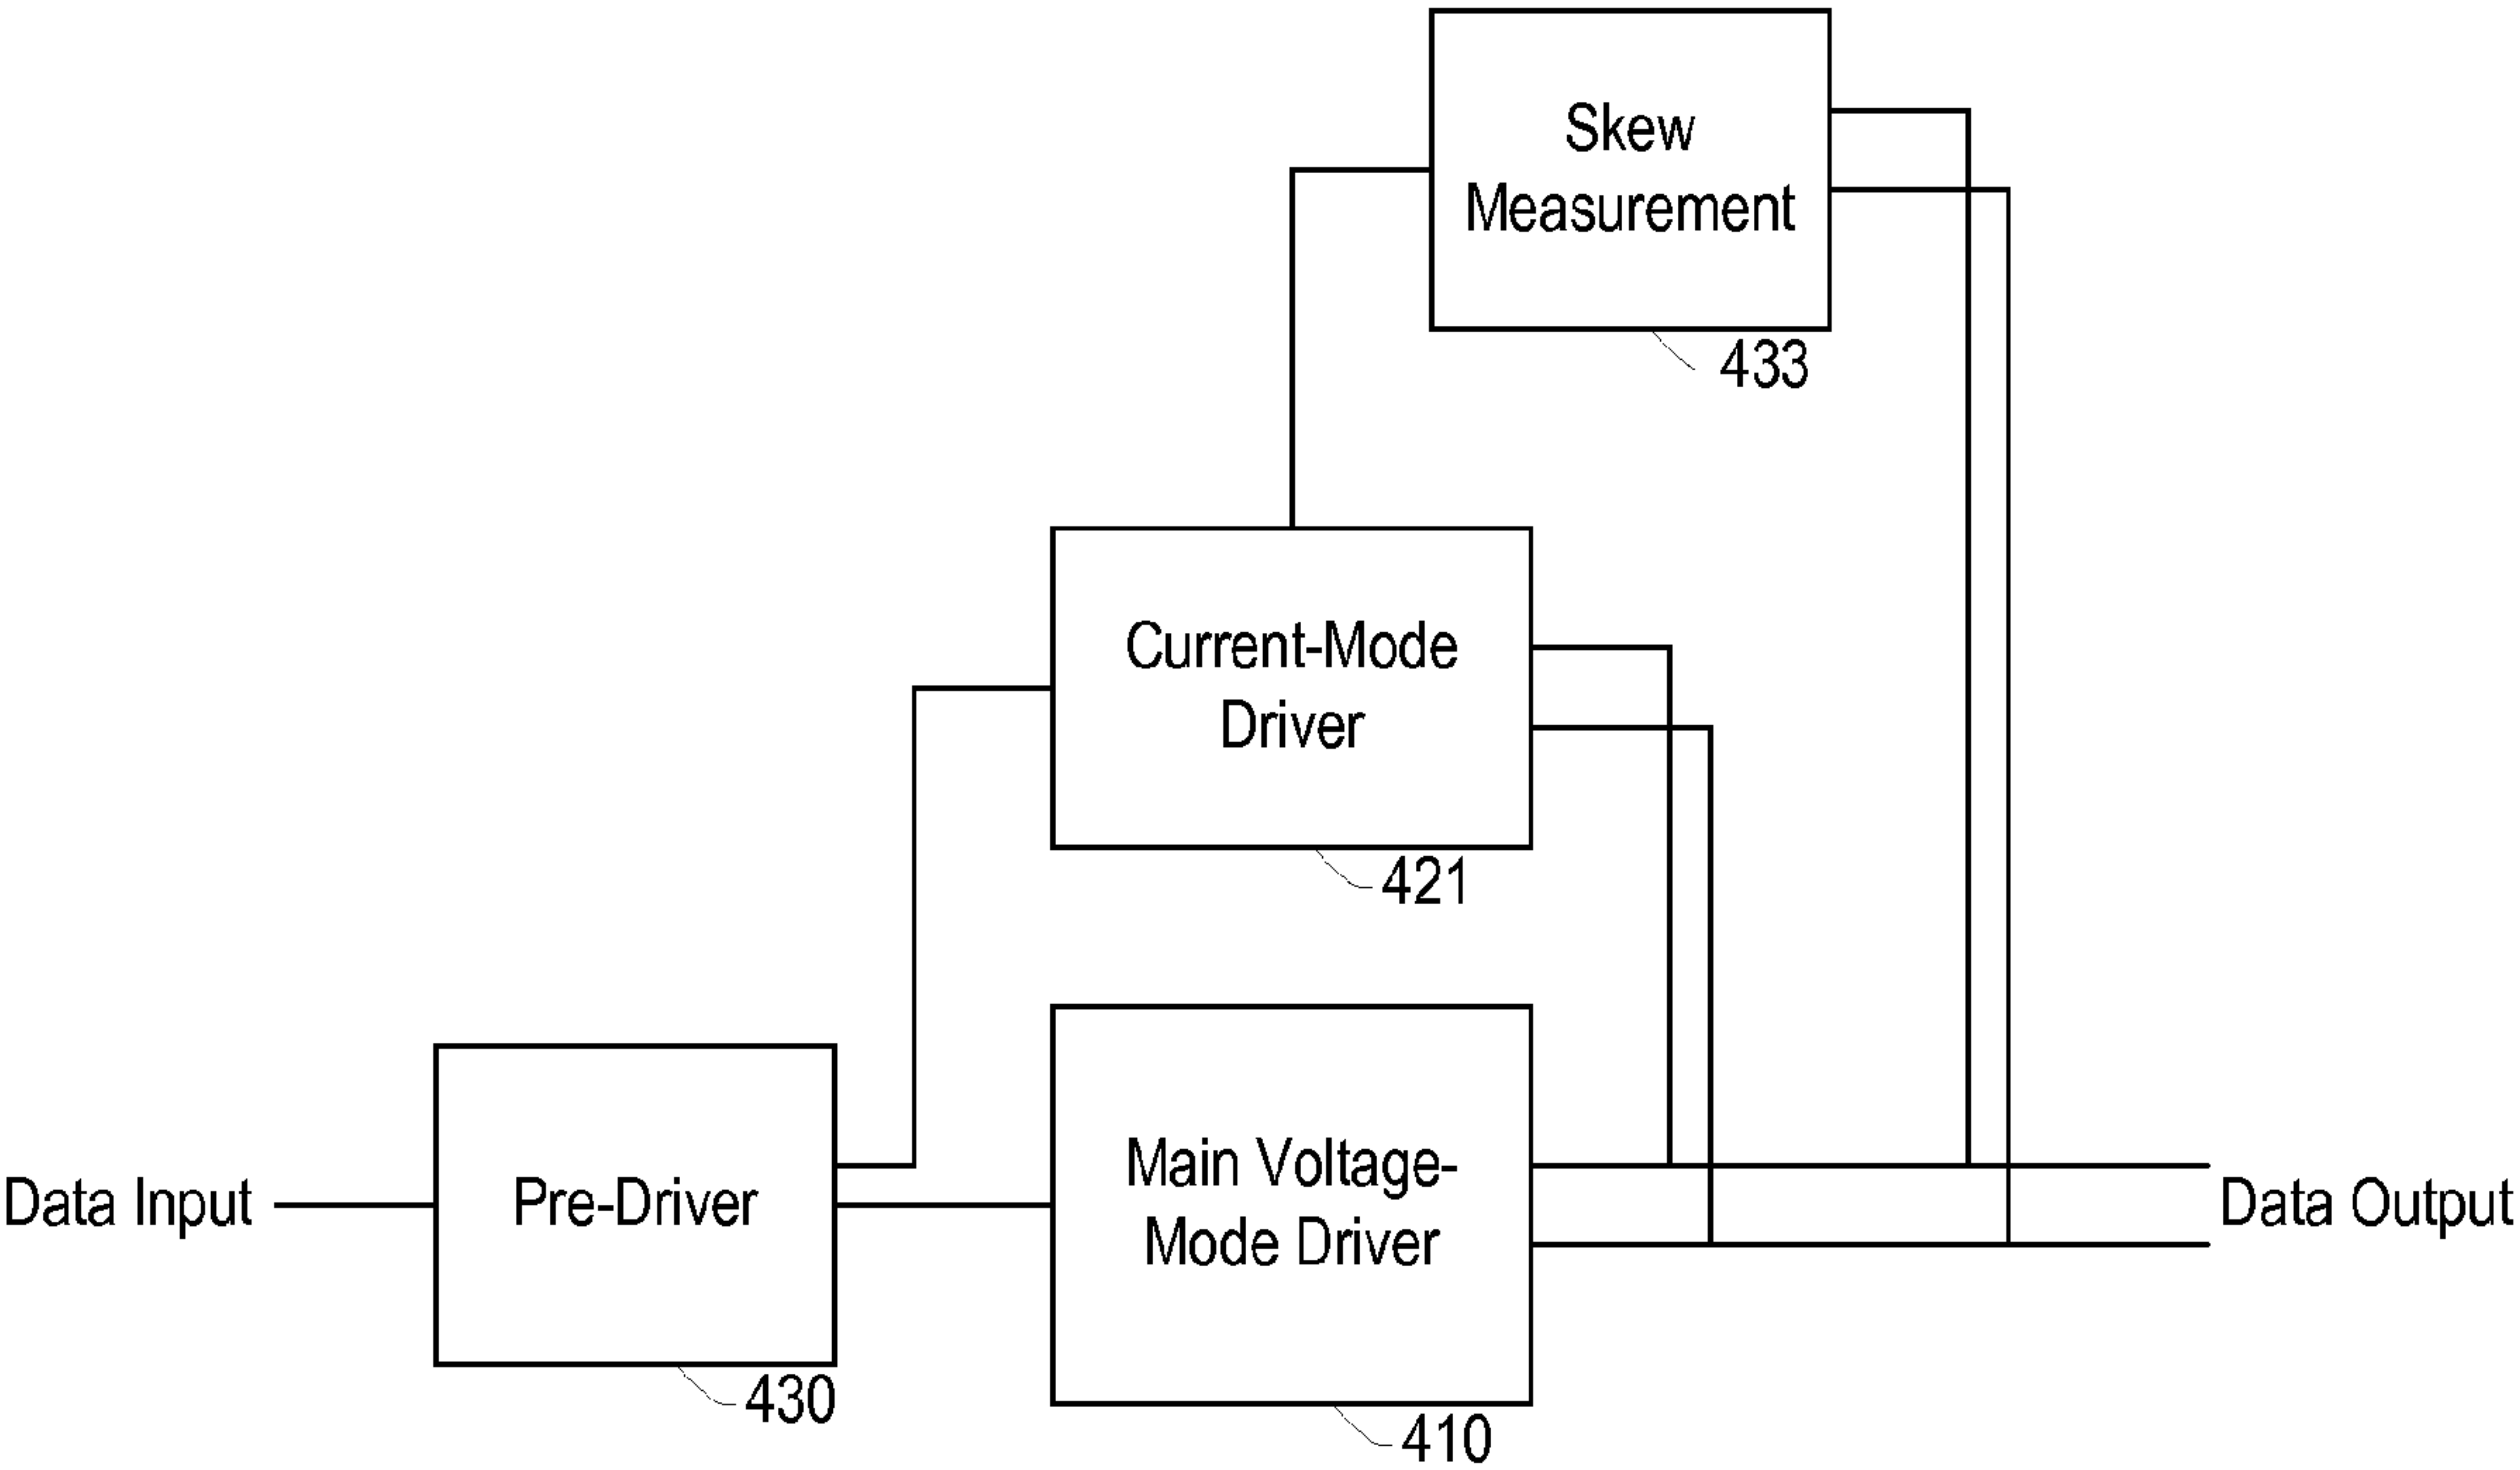 Skew
Measurement
433
Current-Mode
Driver
421
Data Input
Pre-Driver
430
Main Voltage-
Mode Driver
410
Data Output